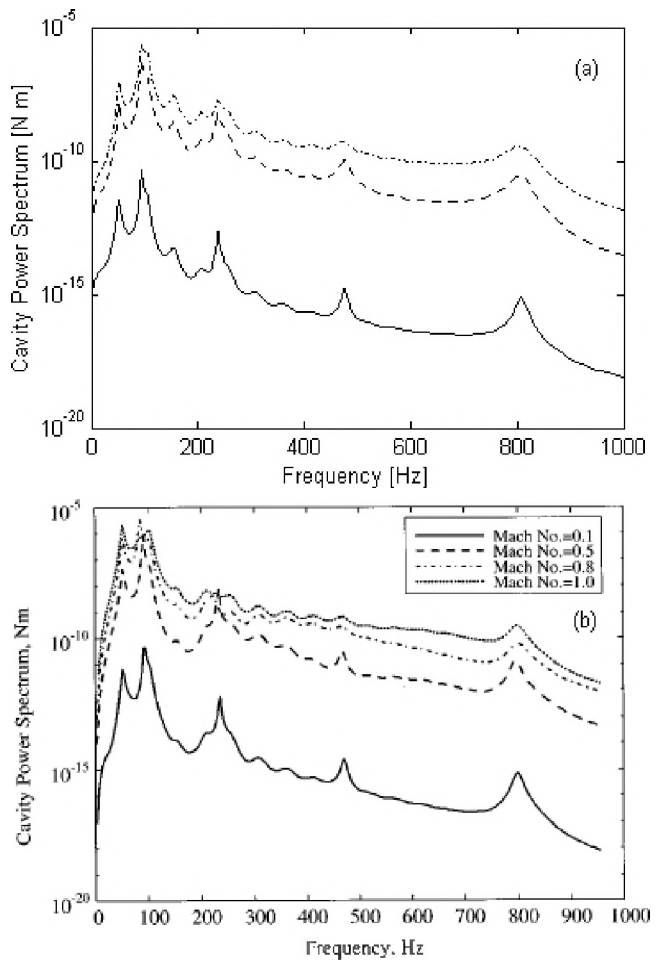 10-5
(a)
10-10
10-15
10-20
0 200 400 600 800 1000
Cavity Power Spectrum [N m]
Frequency [Hz]
10-5
Mach No.=0.1
Mach No.=0.5
Mach No.=0.8
Mach No.=1.0
(b)
10-10
10-15
10-20
0 100 200 300 400 500 600 700 800 900 1000
Cavity Power Spectrum, Nm
Frequency, Hz